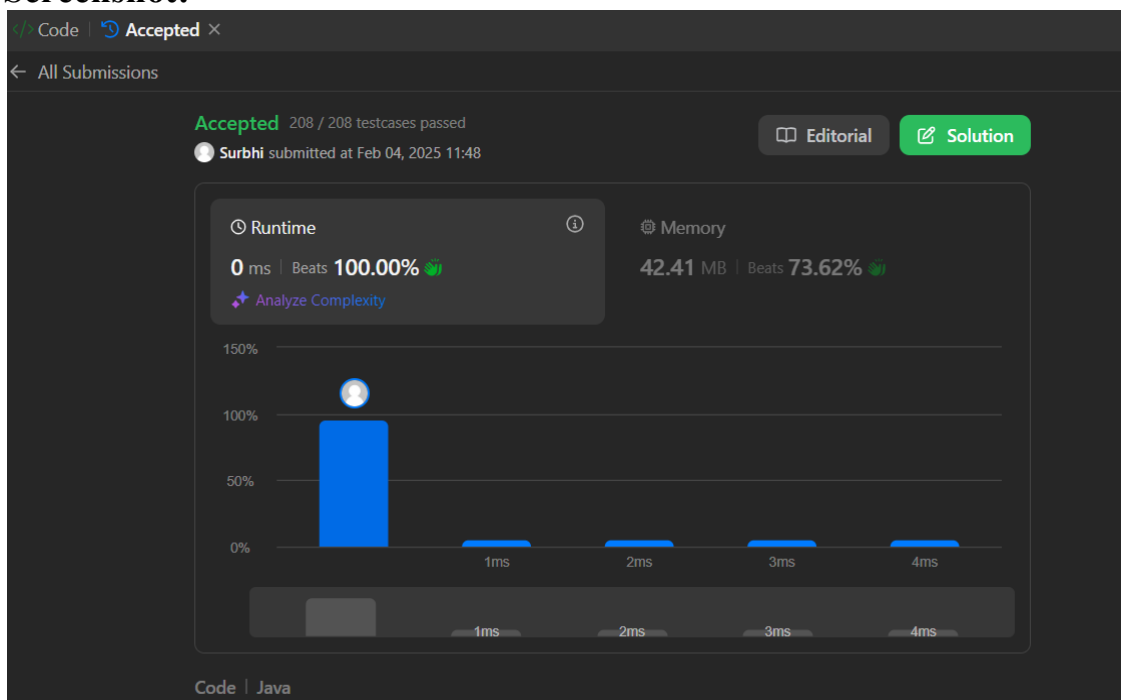 Screenshot:
</> Code | Accepted ×
← All Submissions
Accepted 208 / 208 testcases passed
Editorial
Solution
Surbhi submitted at Feb 04, 2025 11:48
Runtime
Memory
0 ms | Beats 100.00%
42.41 MB | Beats 73.62%
Analyze Complexity
150%
100%
50%
0%
1ms 2ms 3ms 4ms
1ms 2ms 3ms 4ms
Code | Java